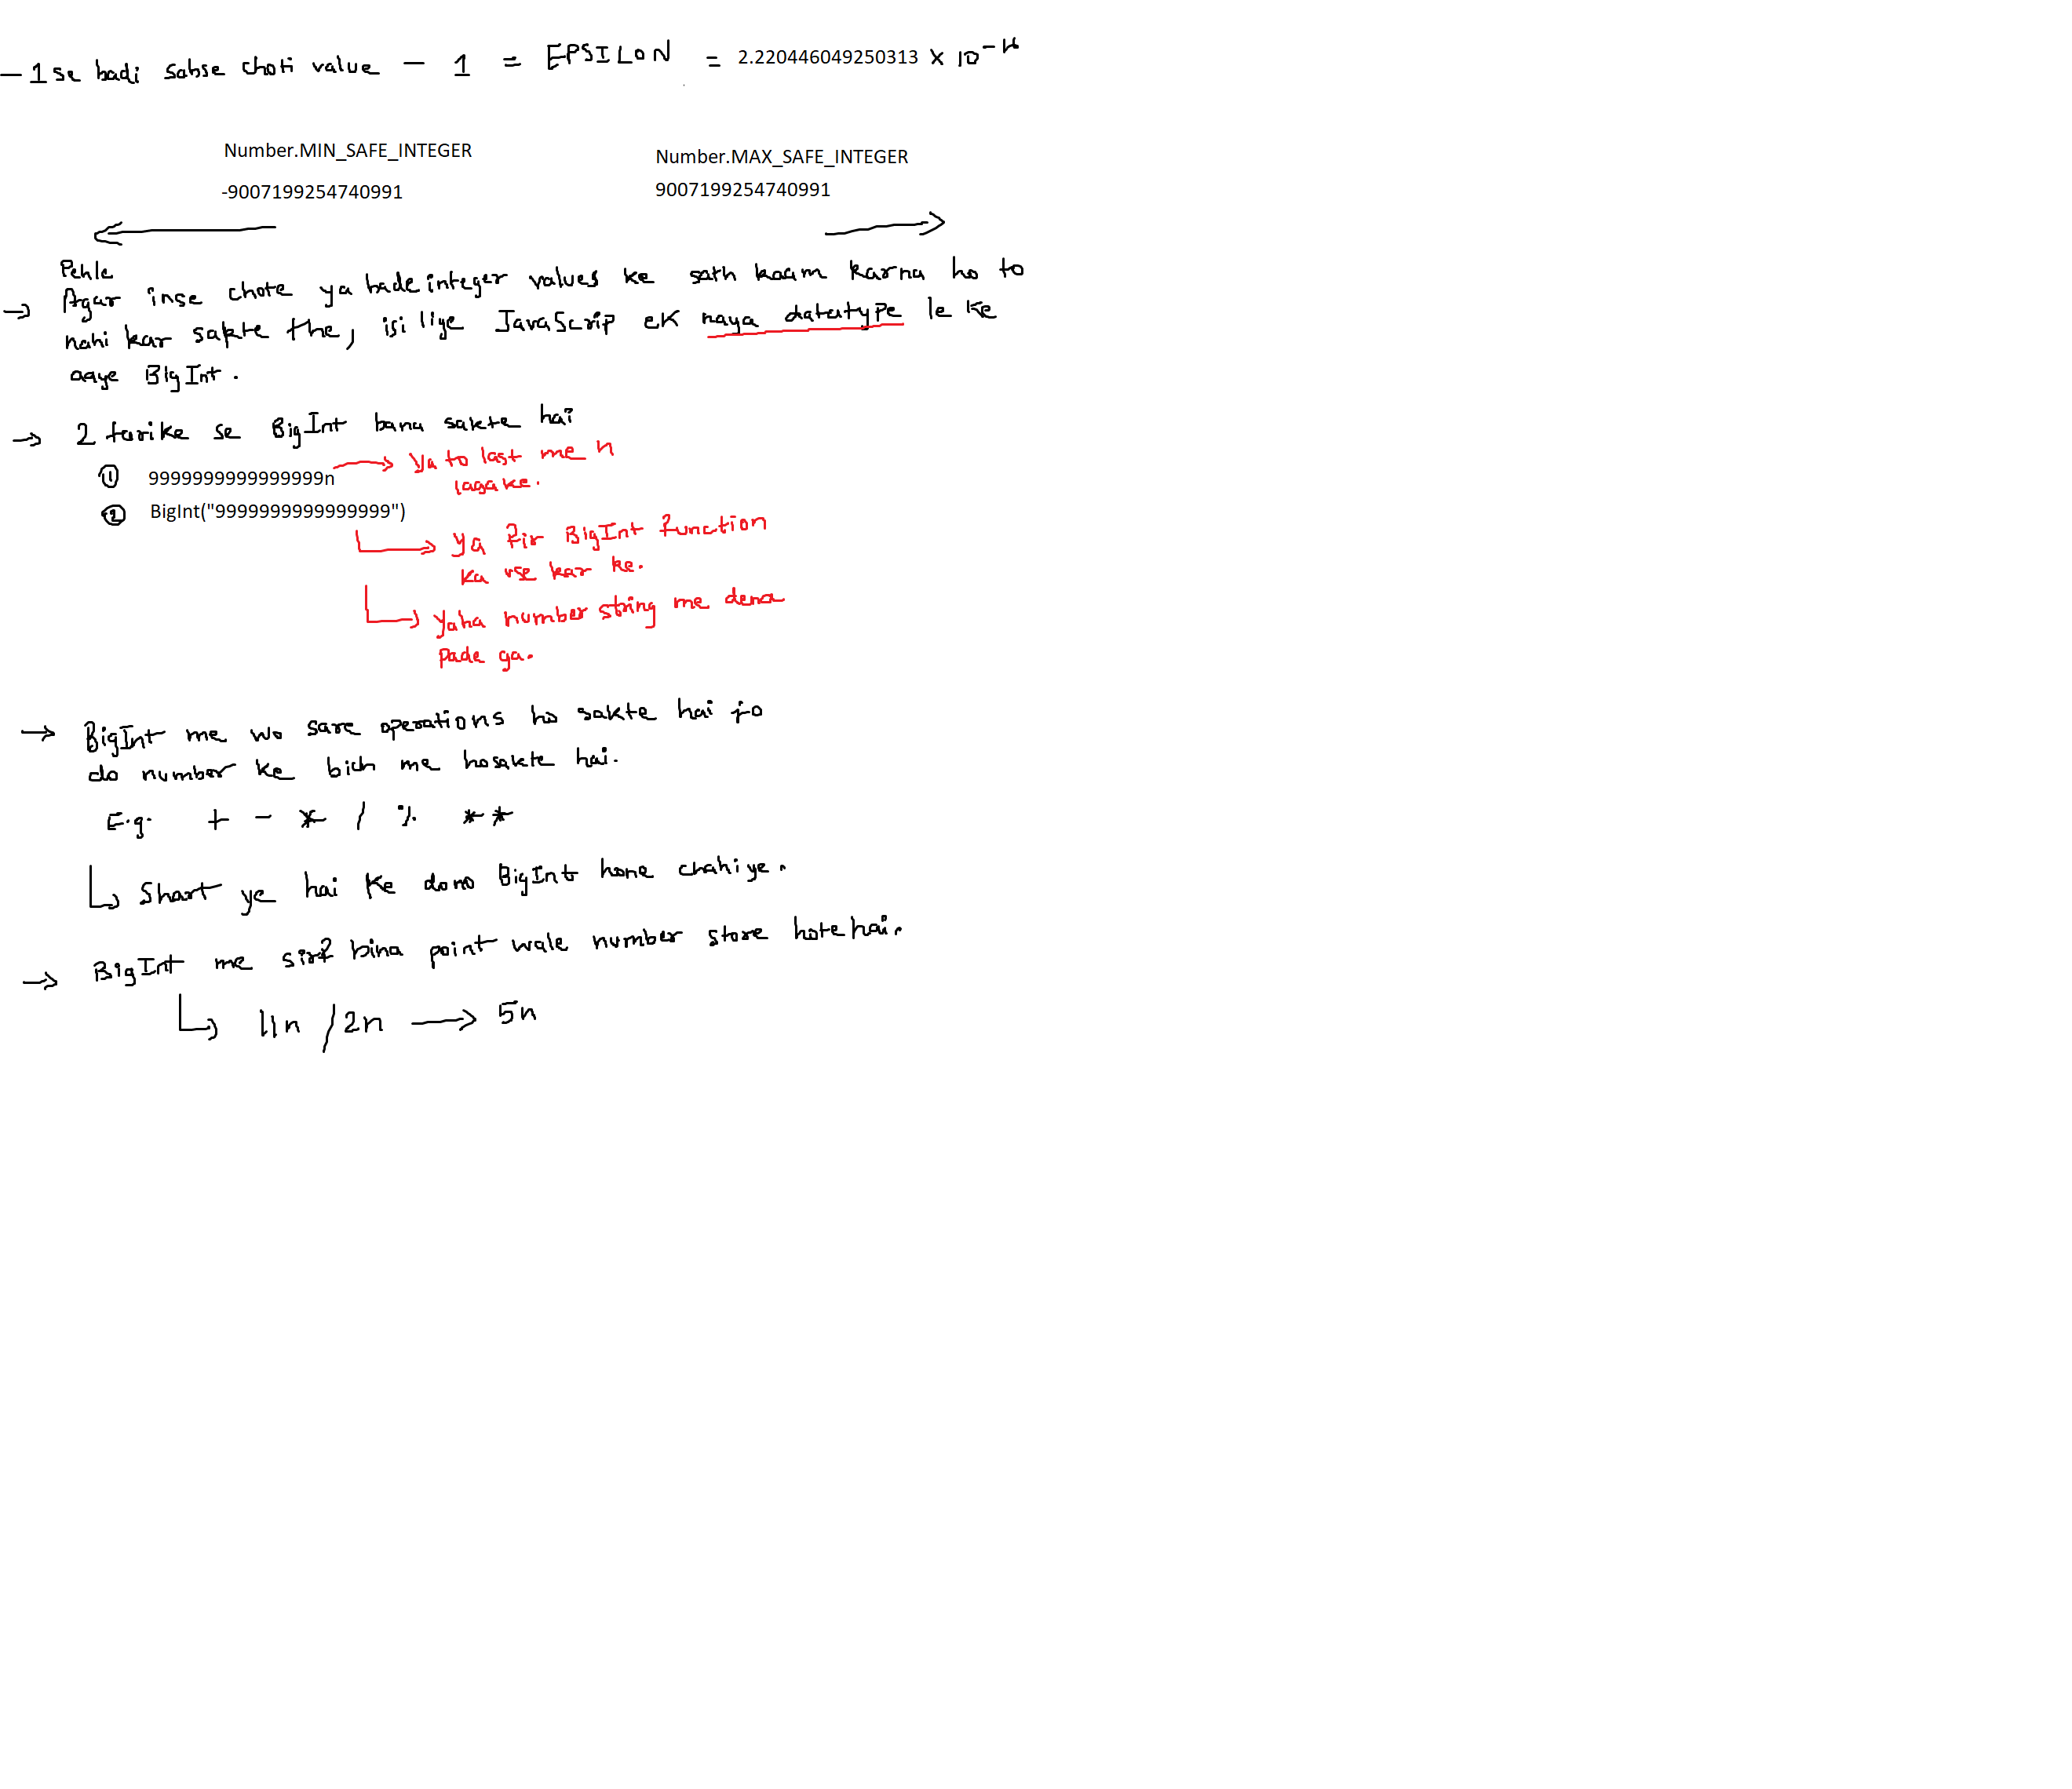 - 1 se badi sabse choti value - 1 = EPSILON = 2.220446049250313 × 10^-16
Number.MIN_SAFE_INTEGER
-9007199254740991
Number.MAX_SAFE_INTEGER
9007199254740991
Pehle
→ Agar inse chote ya bade integer values ke sath kaam karna ho to
nahi kar sakte the, isi liye JavaScrip ek naya datatype le ke
aaye BigInt.
→ 2 tarike se BigInt bana sakte hai
① 9999999999999999n → Ya to last me n
lagake.
② BigInt("9999999999999999")
→ Ya fir BigInt function
ka use kar ke.
→ Yaha number string me dena
pade ga.
→ BigInt me wo sare operations ho sakte hai jo
do number ke bich me hosakte hai.
E.g. + - * / % **
↳ Shart ye hai ke dono BigInt hone chahiye.
→ BigInt me sirf bina point wale number store hote hai.
↳ 11n / 2n → 5n